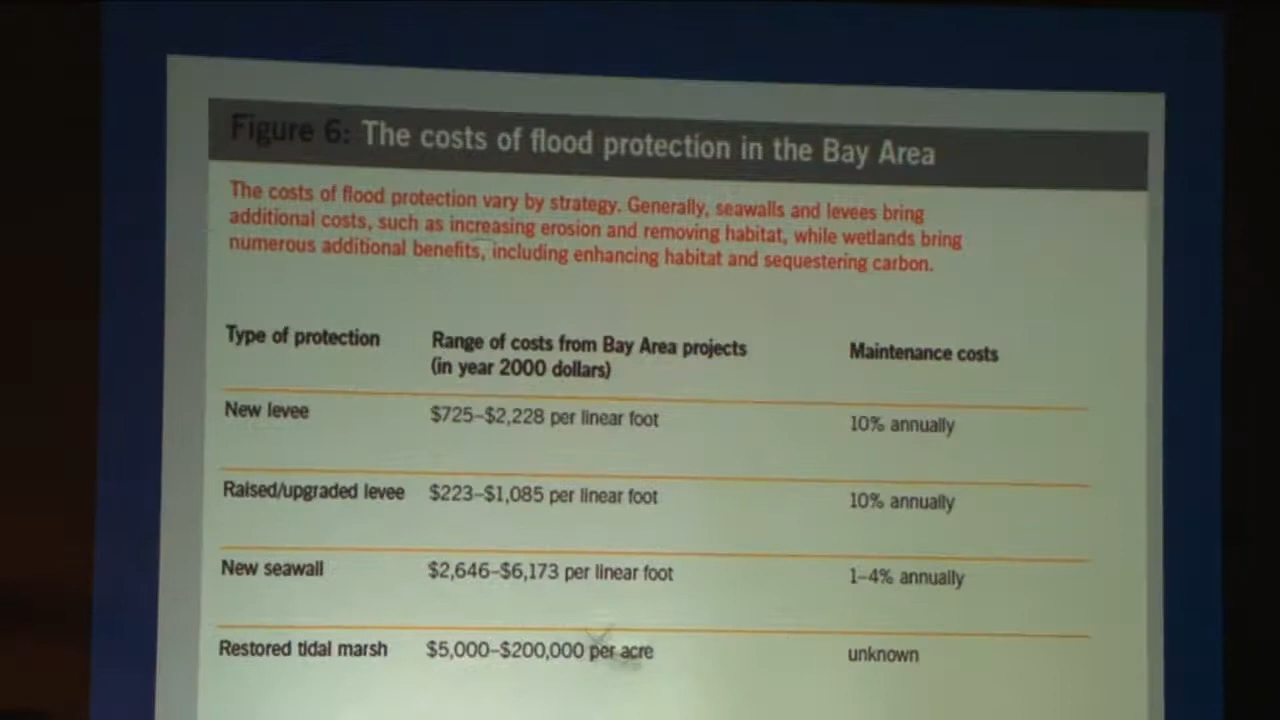 Figure 6: The costs of flood protection in the Bay Area
The costs of flood protection vary by strategy. Generally, seawalls and levees bring
additional costs, such as increasing erosion and removing habitat, while wetlands bring
numerous additional benefits, including enhancing habitat and sequestering carbon.
Type of protection Range of costs from Bay Area projects Maintenance costs
(in year 2000 dollars)
New levee $725–$2,228 per linear foot 10% annually
Raised/upgraded levee $223–$1,085 per linear foot 10% annually
New seawall $2,646–$6,173 per linear foot 1–4% annually
Restored tidal marsh $5,000–$200,000 per acre unknown